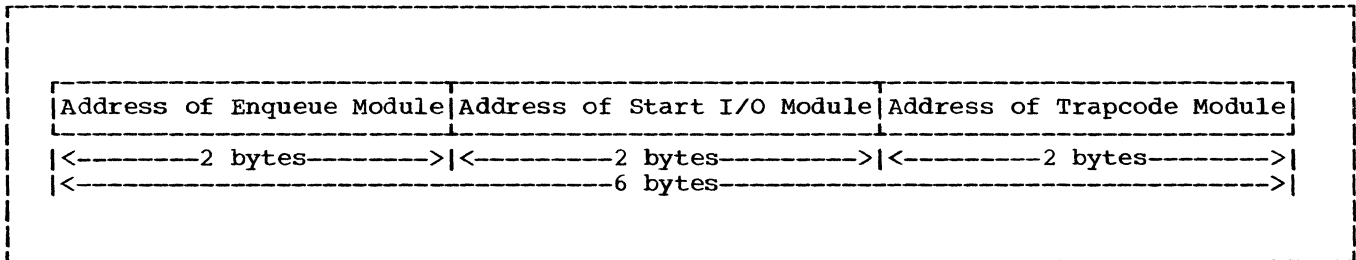 |Address of Enqueue Module|Address of Start I/O Module|Address of Trapcode Module|
|<--------2 bytes-------->|<---------2 bytes--------->|<---------2 bytes-------->|
|<----------------------------------6 bytes----------------------------------->|